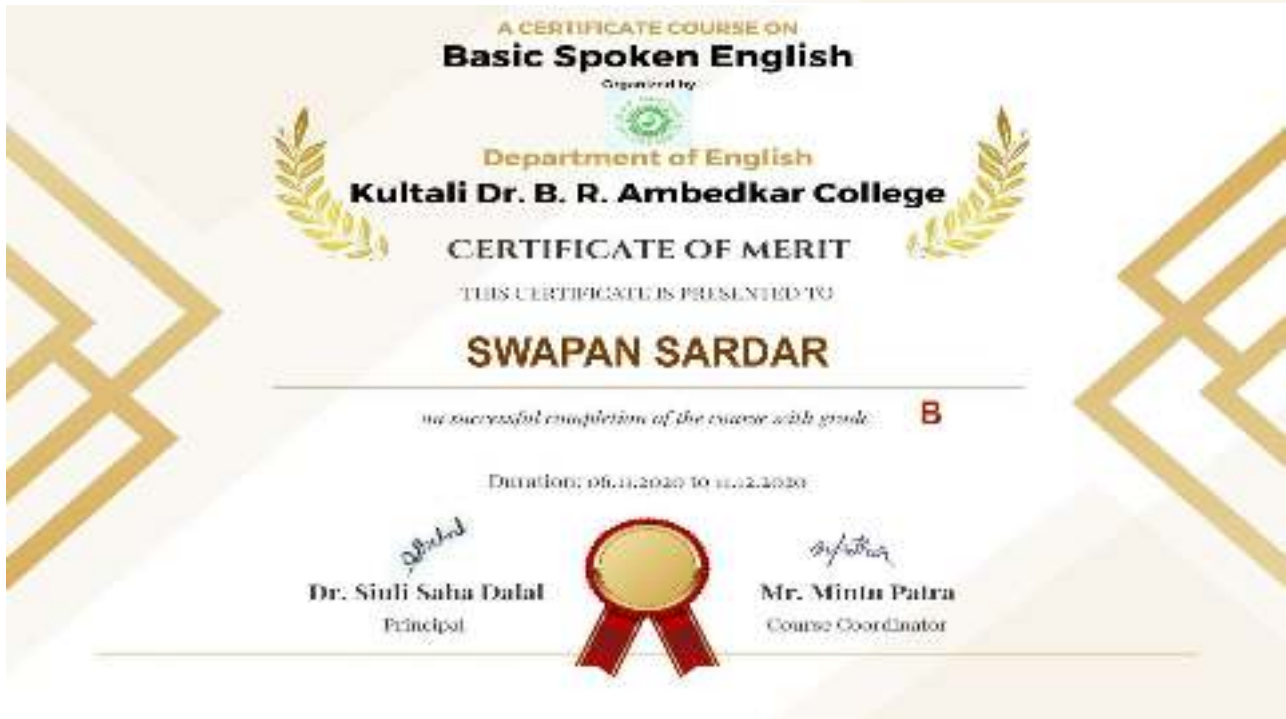 A CERTIFICATE COURSE ON
Basic Spoken English
Organized by
Department of English
Kultali Dr. B. R. Ambedkar College
CERTIFICATE OF MERIT
THIS CERTIFICATE IS PRESENTED TO
SWAPAN SARDAR
on successful completion of the course with grade B
Duration: 06.11.2020 to 11.12.2020
Dr. Siuli Saha Dalal Mr. Mintu Patra
Principal Course Coordinator